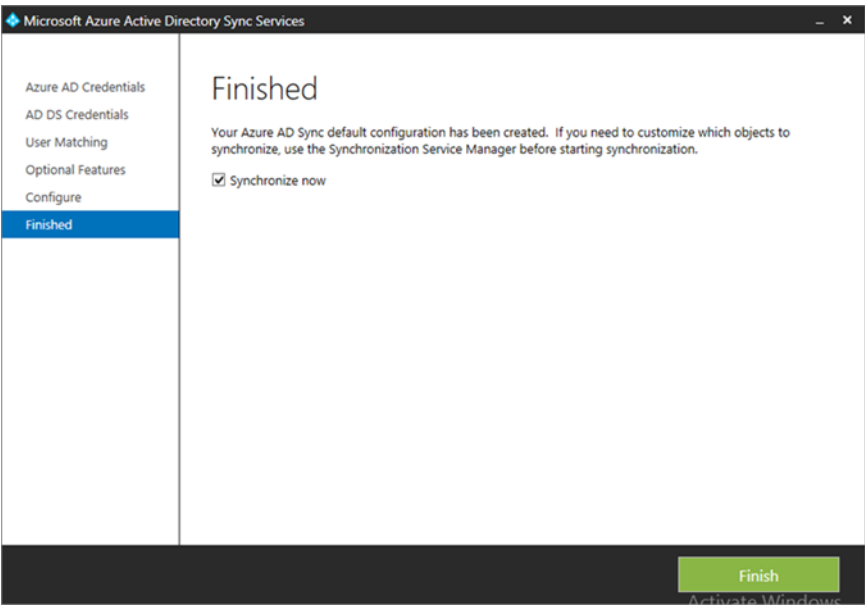 Microsoft Azure Active Directory Sync Services
Azure AD Credentials
AD DS Credentials
User Matching
Optional Features
Configure
Finished
Finished
Your Azure AD Sync default configuration has been created. If you need to customize which objects to
synchronize, use the Synchronization Service Manager before starting synchronization.
Synchronize now
Finish
Activate Windows